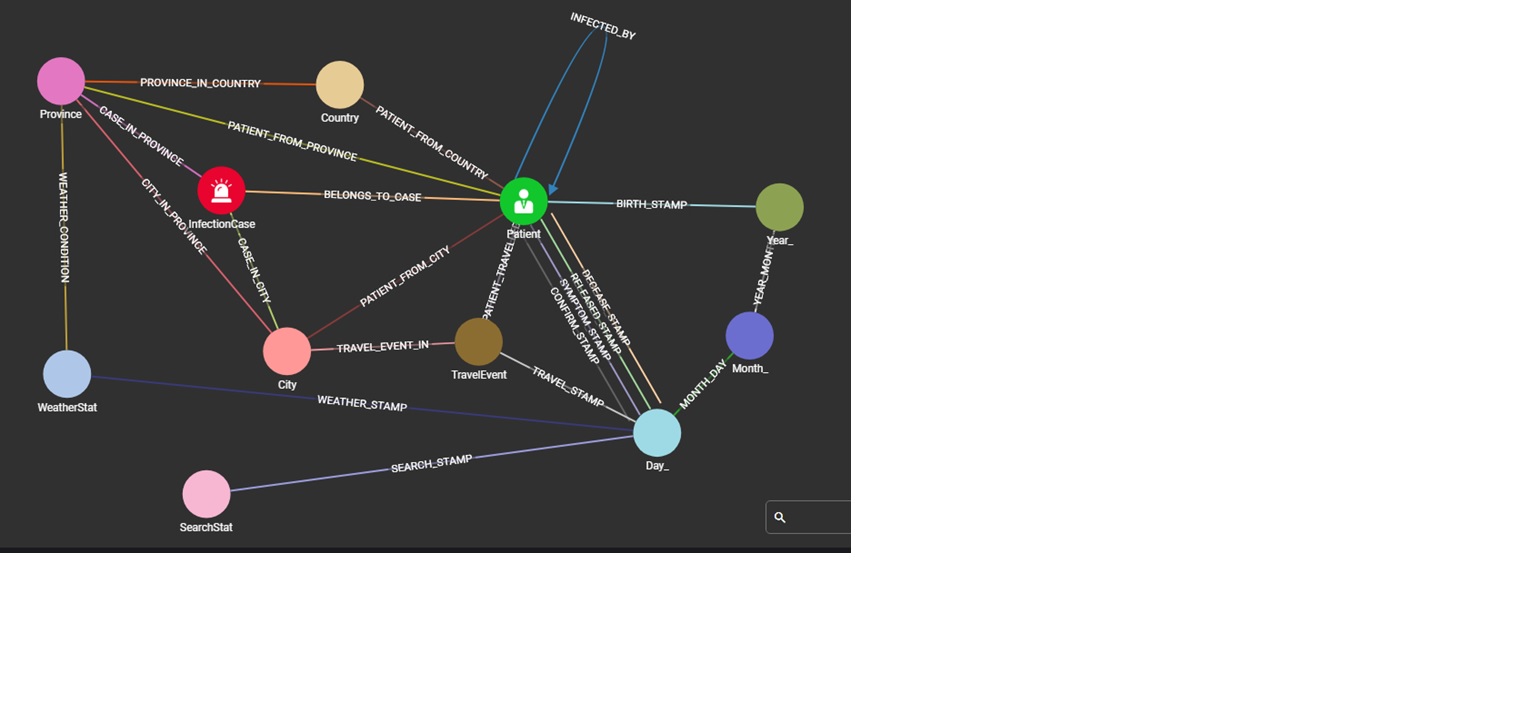 INFECTED_BY
PROVINCE_IN_COUNTRY
Province
Country
CASE_IN_PROVINCE
PATIENT_FROM_PROVINCE
PATIENT_FROM_COUNTRY
BELONGS_TO_CASE
BIRTH_STAMP
InfectionCase
Patient
Year_
WEATHER_CONDITION
CITY_IN_PROVINCE
CASE_IN_CITY
PATIENT_FROM_CITY
PATIENT_TRAVEL
DECEASE_STAMP
RELEASED_STAMP
SYMPTOM_STAMP
CONFIRM_STAMP
YEAR_MONT
TRAVEL_EVENT_IN
City
TravelEvent
Month_
TRAVEL_STAMP
MONTH_DAY
WeatherStat
WEATHER_STAMP
SEARCH_STAMP
Day_
SearchStat